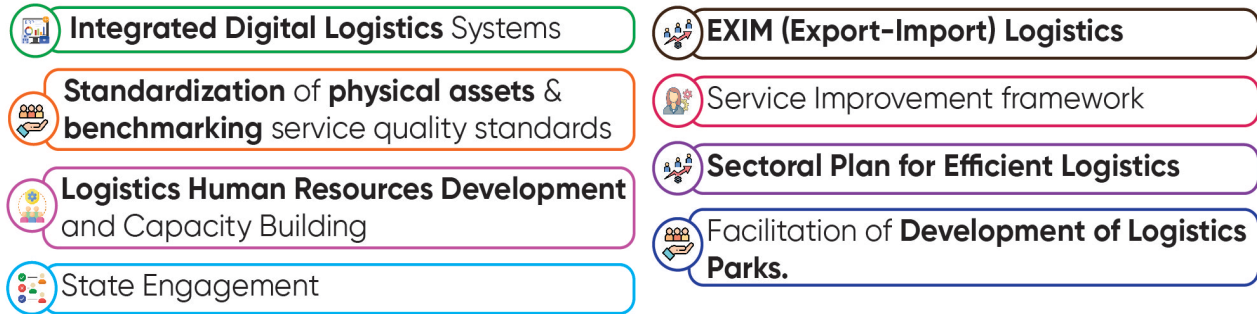 Integrated Digital Logistics Systems
Standardization of physical assets &
benchmarking service quality standards
Logistics Human Resources Development
and Capacity Building
State Engagement
EXIM (Export-Import) Logistics
Service Improvement framework
Sectoral Plan for Efficient Logistics
Facilitation of Development of Logistics
Parks.